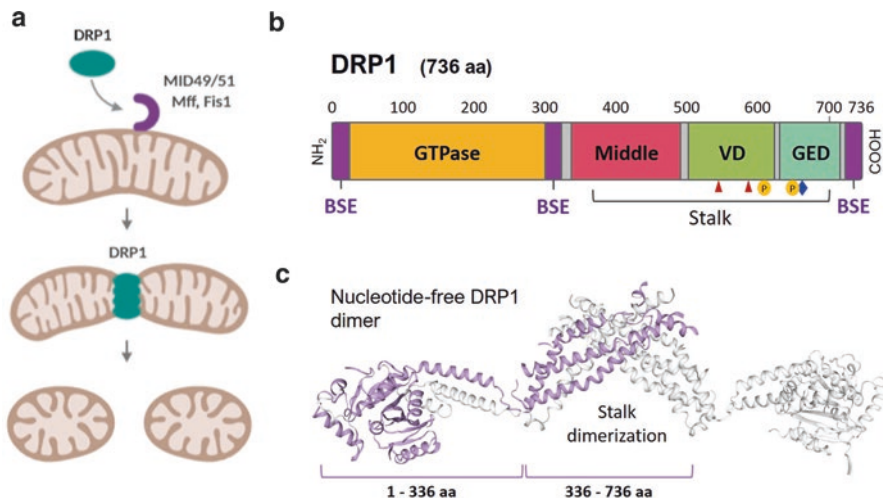 a
DRP1
MID49/51
Mff, Fis1
DRP1
b
DRP1 (736 aa)
0 100 200 300 400 500 600 700 736
NH2
GTPase
Middle
VD
GED
COOH
P P
BSE
BSE
BSE
Stalk
c
Nucleotide-free DRP1
dimer
Stalk
dimerization
1 - 336 aa
336 - 736 aa